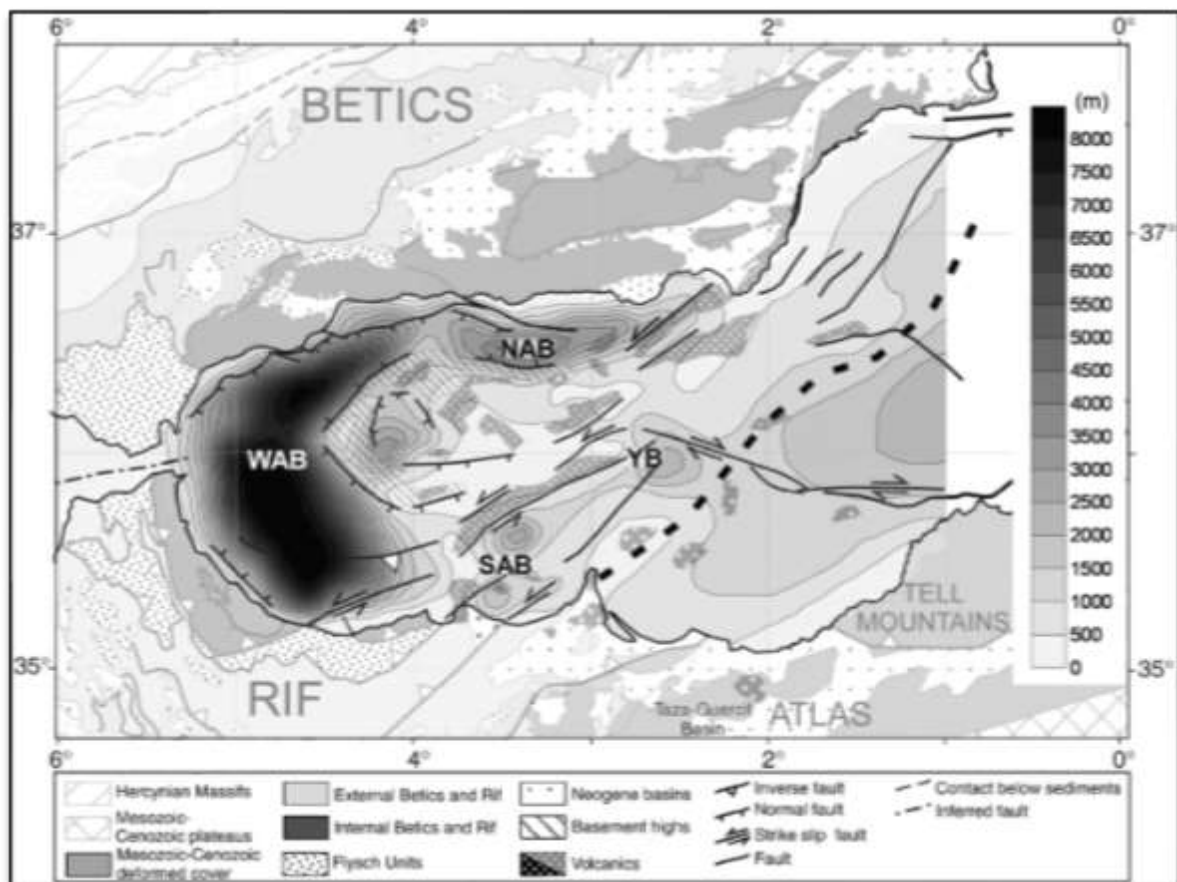 6° 4° 2° 0°
BETICS
(m)
8000
7500
7000
6500
6000
5500
5000
4500
4000
3500
3000
2500
2000
1500
1000
500
0
37° 37°
NAB
WAB
YB
SAB
TELL
MOUNTAINS
35° 35°
RIF
Taza-Guercif
Basin
ATLAS
6° 4° 2° 0°
Hercynian Massifs
Mesozoic-
Cenozoic plateaus
Mesozoic-Cenozoic
deformed cover
External Betics and Rif
Internal Betics and Rif
Flysch Units
Neogene basins
Basement highs
Volcanics
Inverse fault
Normal fault
Strike slip fault
Fault
Contact below sediments
Inferred fault